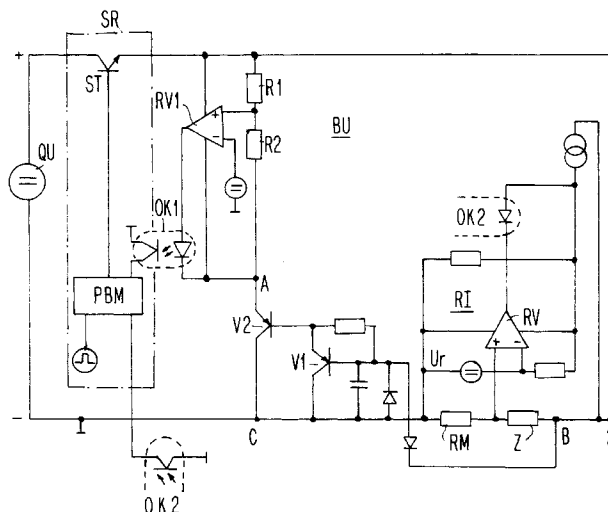 SR
+
ST
RV1
+
-
R1
R2
BU
QU
OK1
OK2
A
PBM
RI
RV
V2
V1
Ur
+
-
-
C
RM
Z
B
OK2